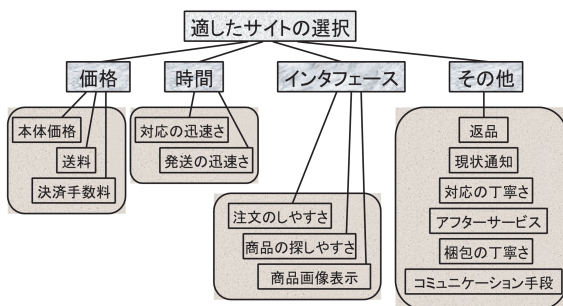 適したサイトの選択
価格
時間
インタフェース
その他
本体価格
送料
決済手数料
対応の迅速さ
発送の迅速さ
注文のしやすさ
商品の探しやすさ
商品画像表示
返品
現状通知
対応の丁寧さ
アフターサービス
梱包の丁寧さ
コミュニケーション手段